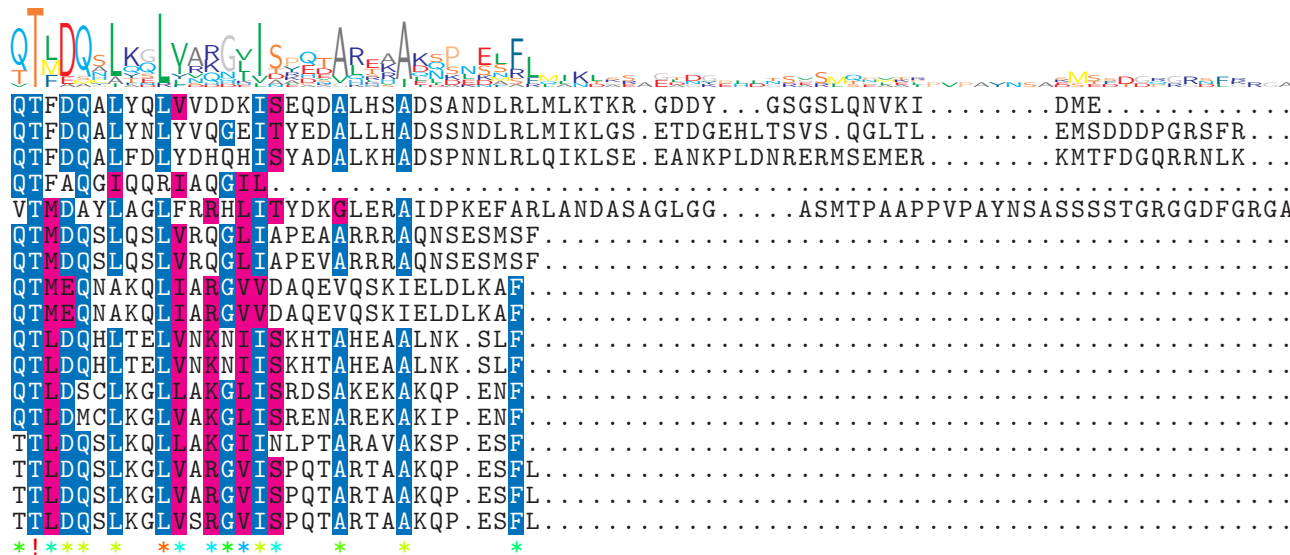 QTFDQALYQLVVDDKISEQDALHSADSANDLRLMLKTKR.GDDY...GSGSLQNVKI........DME............
QTFDQALYNLYVQGEITYEDALLHADSSNDLRLMIKLGS.ETDGEHLTSVS.QGLTL........EMSDDDPGRSFR...
QTFDQALFDLYDHQHISYADALKHADSPNNLRLQIKLSE.EANKPLDNRERMSEMER........KMTFDGQRRNLK...
QTFAQGIQQRIAQGIL................................................................
VTMDAYLAGLFRRHLITYDKGLERAIDPKEFARLANDASAGLGG.....ASMTPAAPPVPAYNSASSSSTGRGGDFGRGA
QTMDQSLQSLVRQGLIAPEAARRRAQNSESMSF...............................................
QTMDQSLQSLVRQGLIAPEVARRRAQNSESMSF...............................................
QTMEQNAKQLIARGVVDAQEVQSKIELDLKAF................................................
QTMEQNAKQLIARGVVDAQEVQSKIELDLKAF................................................
QTLDQHLTELVNKNIISKHTAHEAALNK.SLF................................................
QTLDQHLTELVNKNIISKHTAHEAALNK.SLF................................................
QTLDSCLKGLLAKGLISRDSAKEKAKQP.ENF................................................
QTLDMCLKGLVAKGLISRENAREKAKIP.ENF................................................
TTLDQSLKQLLAKGIINLPTARAVAKSP.ESF................................................
TTLDQSLKGLVARGVISPQTARTAAKQP.ESFL...............................................
TTLDQSLKGLVARGVISPQTARTAAKQP.ESFL...............................................
TTLDQSLKGLVSRGVISPQTARTAAKQP.ESFL...............................................
*!*** * ** ***** * * *